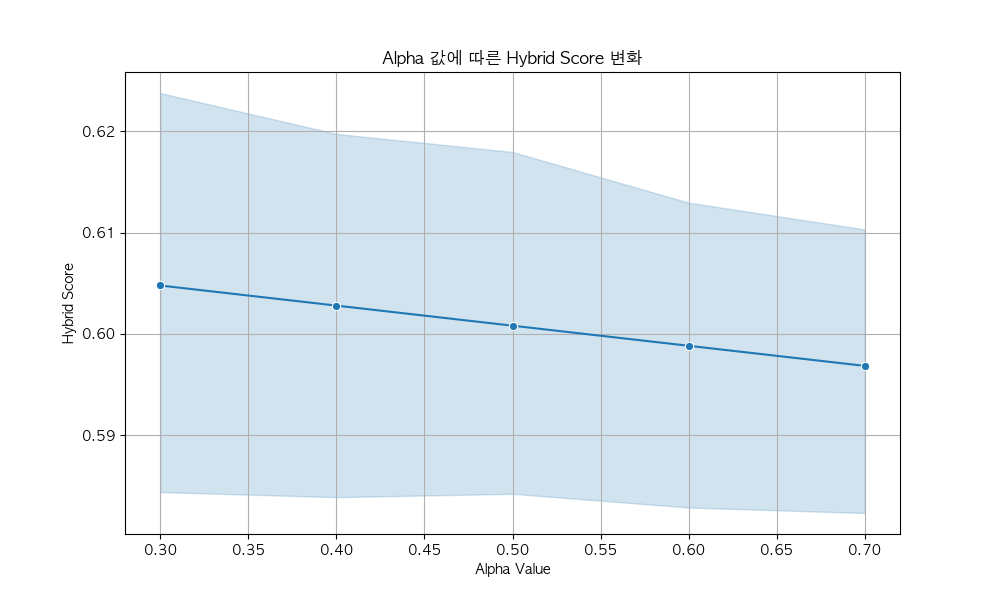 Alpha 값에 따른 Hybrid Score 변화
0.62
0.61
0.60
0.59
Hybrid Score
0.30 0.35 0.40 0.45 0.50 0.55 0.60 0.65 0.70
Alpha Value